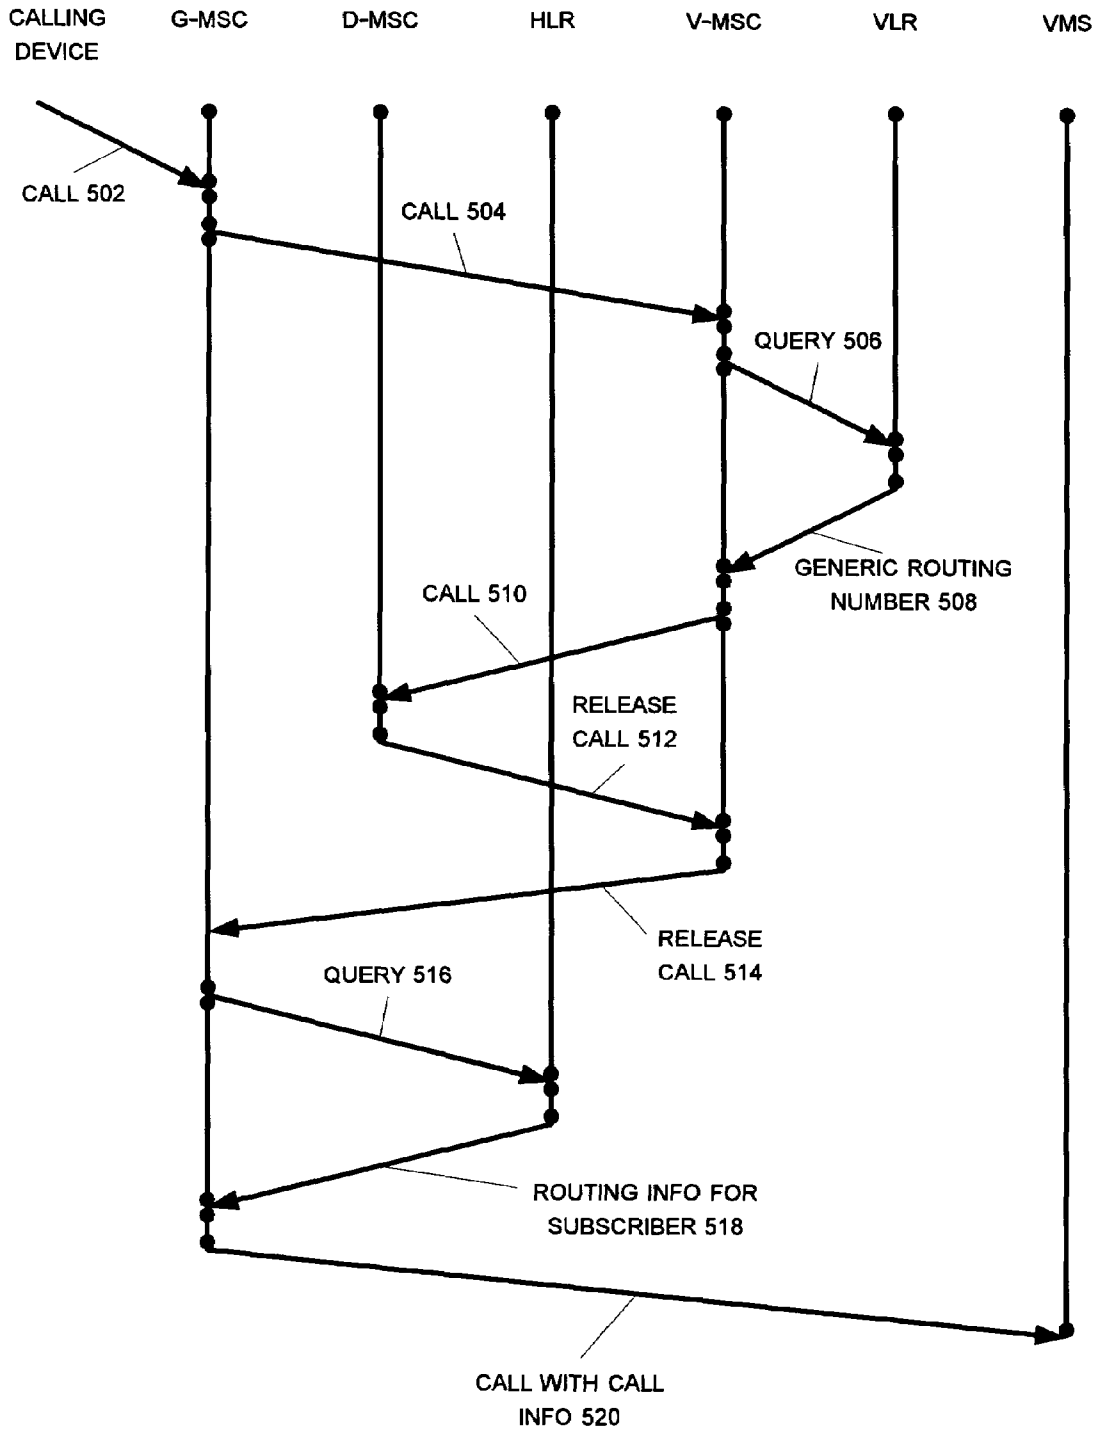 CALLING
DEVICE
G-MSC
D-MSC
HLR
V-MSC
VLR
VMS
CALL 502
CALL 504
QUERY 506
GENERIC ROUTING
NUMBER 508
CALL 510
RELEASE
CALL 512
RELEASE
CALL 514
QUERY 516
ROUTING INFO FOR
SUBSCRIBER 518
CALL WITH CALL
INFO 520